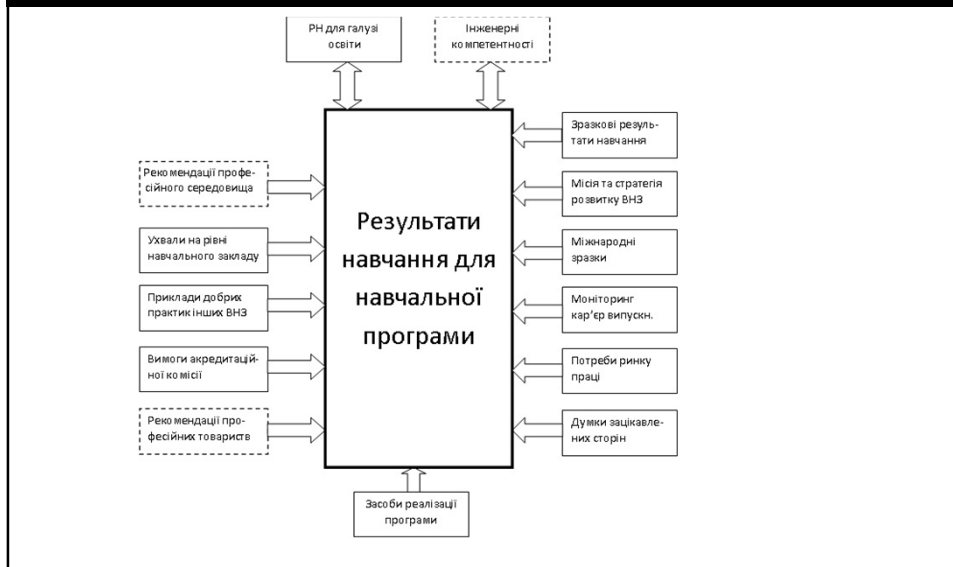 РН для галузі
освіти
Інженерні
компетентності
Рекомендації профе-
сійного середовища
Ухвали на рівні
навчального закладу
Приклади добрих
практик інших ВНЗ
Вимоги акредитацій-
ної комісії
Рекомендації про-
фесійних товариств
Результати
навчання для
навчальної
програми
Зразкові резуль-
тати навчання
Місія та стратегія
розвитку ВНЗ
Міжнародні
зразки
Моніторинг
кар’єр випускн.
Потреби ринку
праці
Думки зацікавле-
них сторін
Засоби реалізації
програми